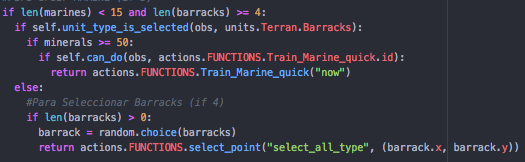 if len(marines) < 15 and len(barracks) >= 4:
if self.unit_type_is_selected(obs, units.Terran.Barracks):
if minerals >= 50:
if self.can_do(obs, actions.FUNCTIONS.Train_Marine_quick.id):
return actions.FUNCTIONS.Train_Marine_quick("now")
else:
#Para Seleccionar Barracks (if 4)
if len(barracks) > 0:
barrack = random.choice(barracks)
return actions.FUNCTIONS.select_point("select_all_type", (barrack.x, barrack.y))